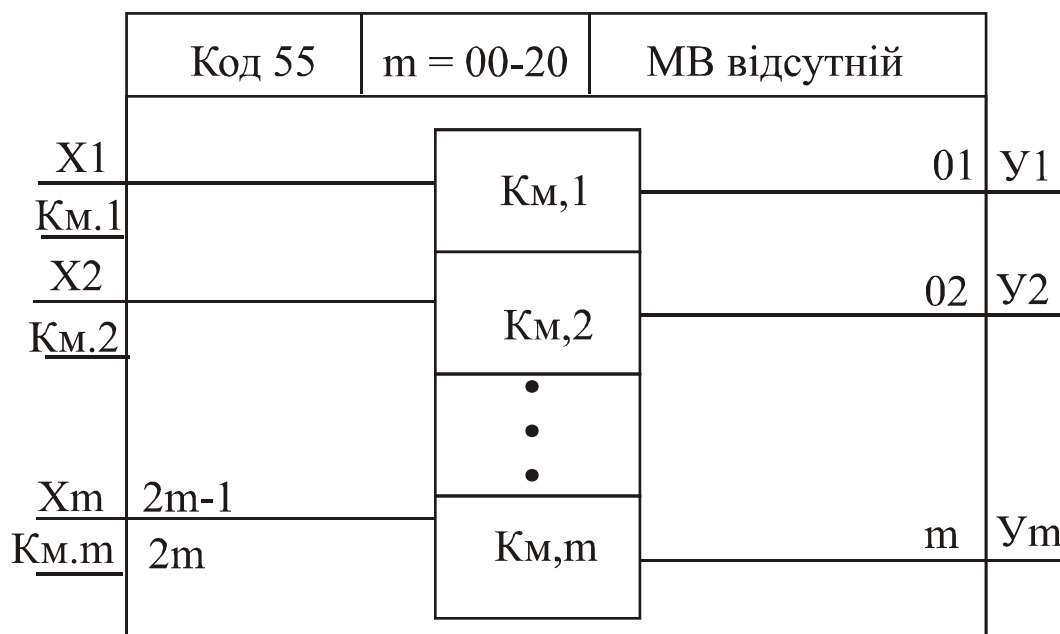 Код 55 m = 00-20 МВ відсутній
X1 Км,1 01 У1
Км.1
X2 Км,2 02 У2
Км.2
Xm 2m-1 Км,m m Уm
Км.m 2m